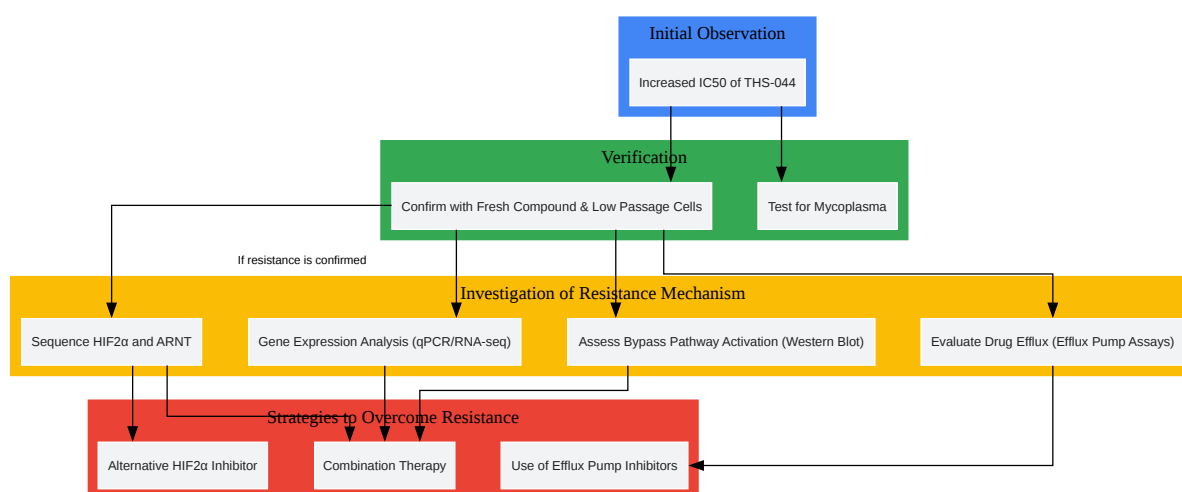 Initial Observation
Increased IC50 of THS-044
Verification
Confirm with Fresh Compound & Low Passage Cells
Test for Mycoplasma
If resistance is confirmed
Investigation of Resistance Mechanism
Sequence HIF2α and ARNT
Gene Expression Analysis (qPCR/RNA-seq)
Assess Bypass Pathway Activation (Western Blot)
Evaluate Drug Efflux (Efflux Pump Assays)
Strategies to Overcome Resistance
Alternative HIF2α Inhibitor
Combination Therapy
Use of Efflux Pump Inhibitors